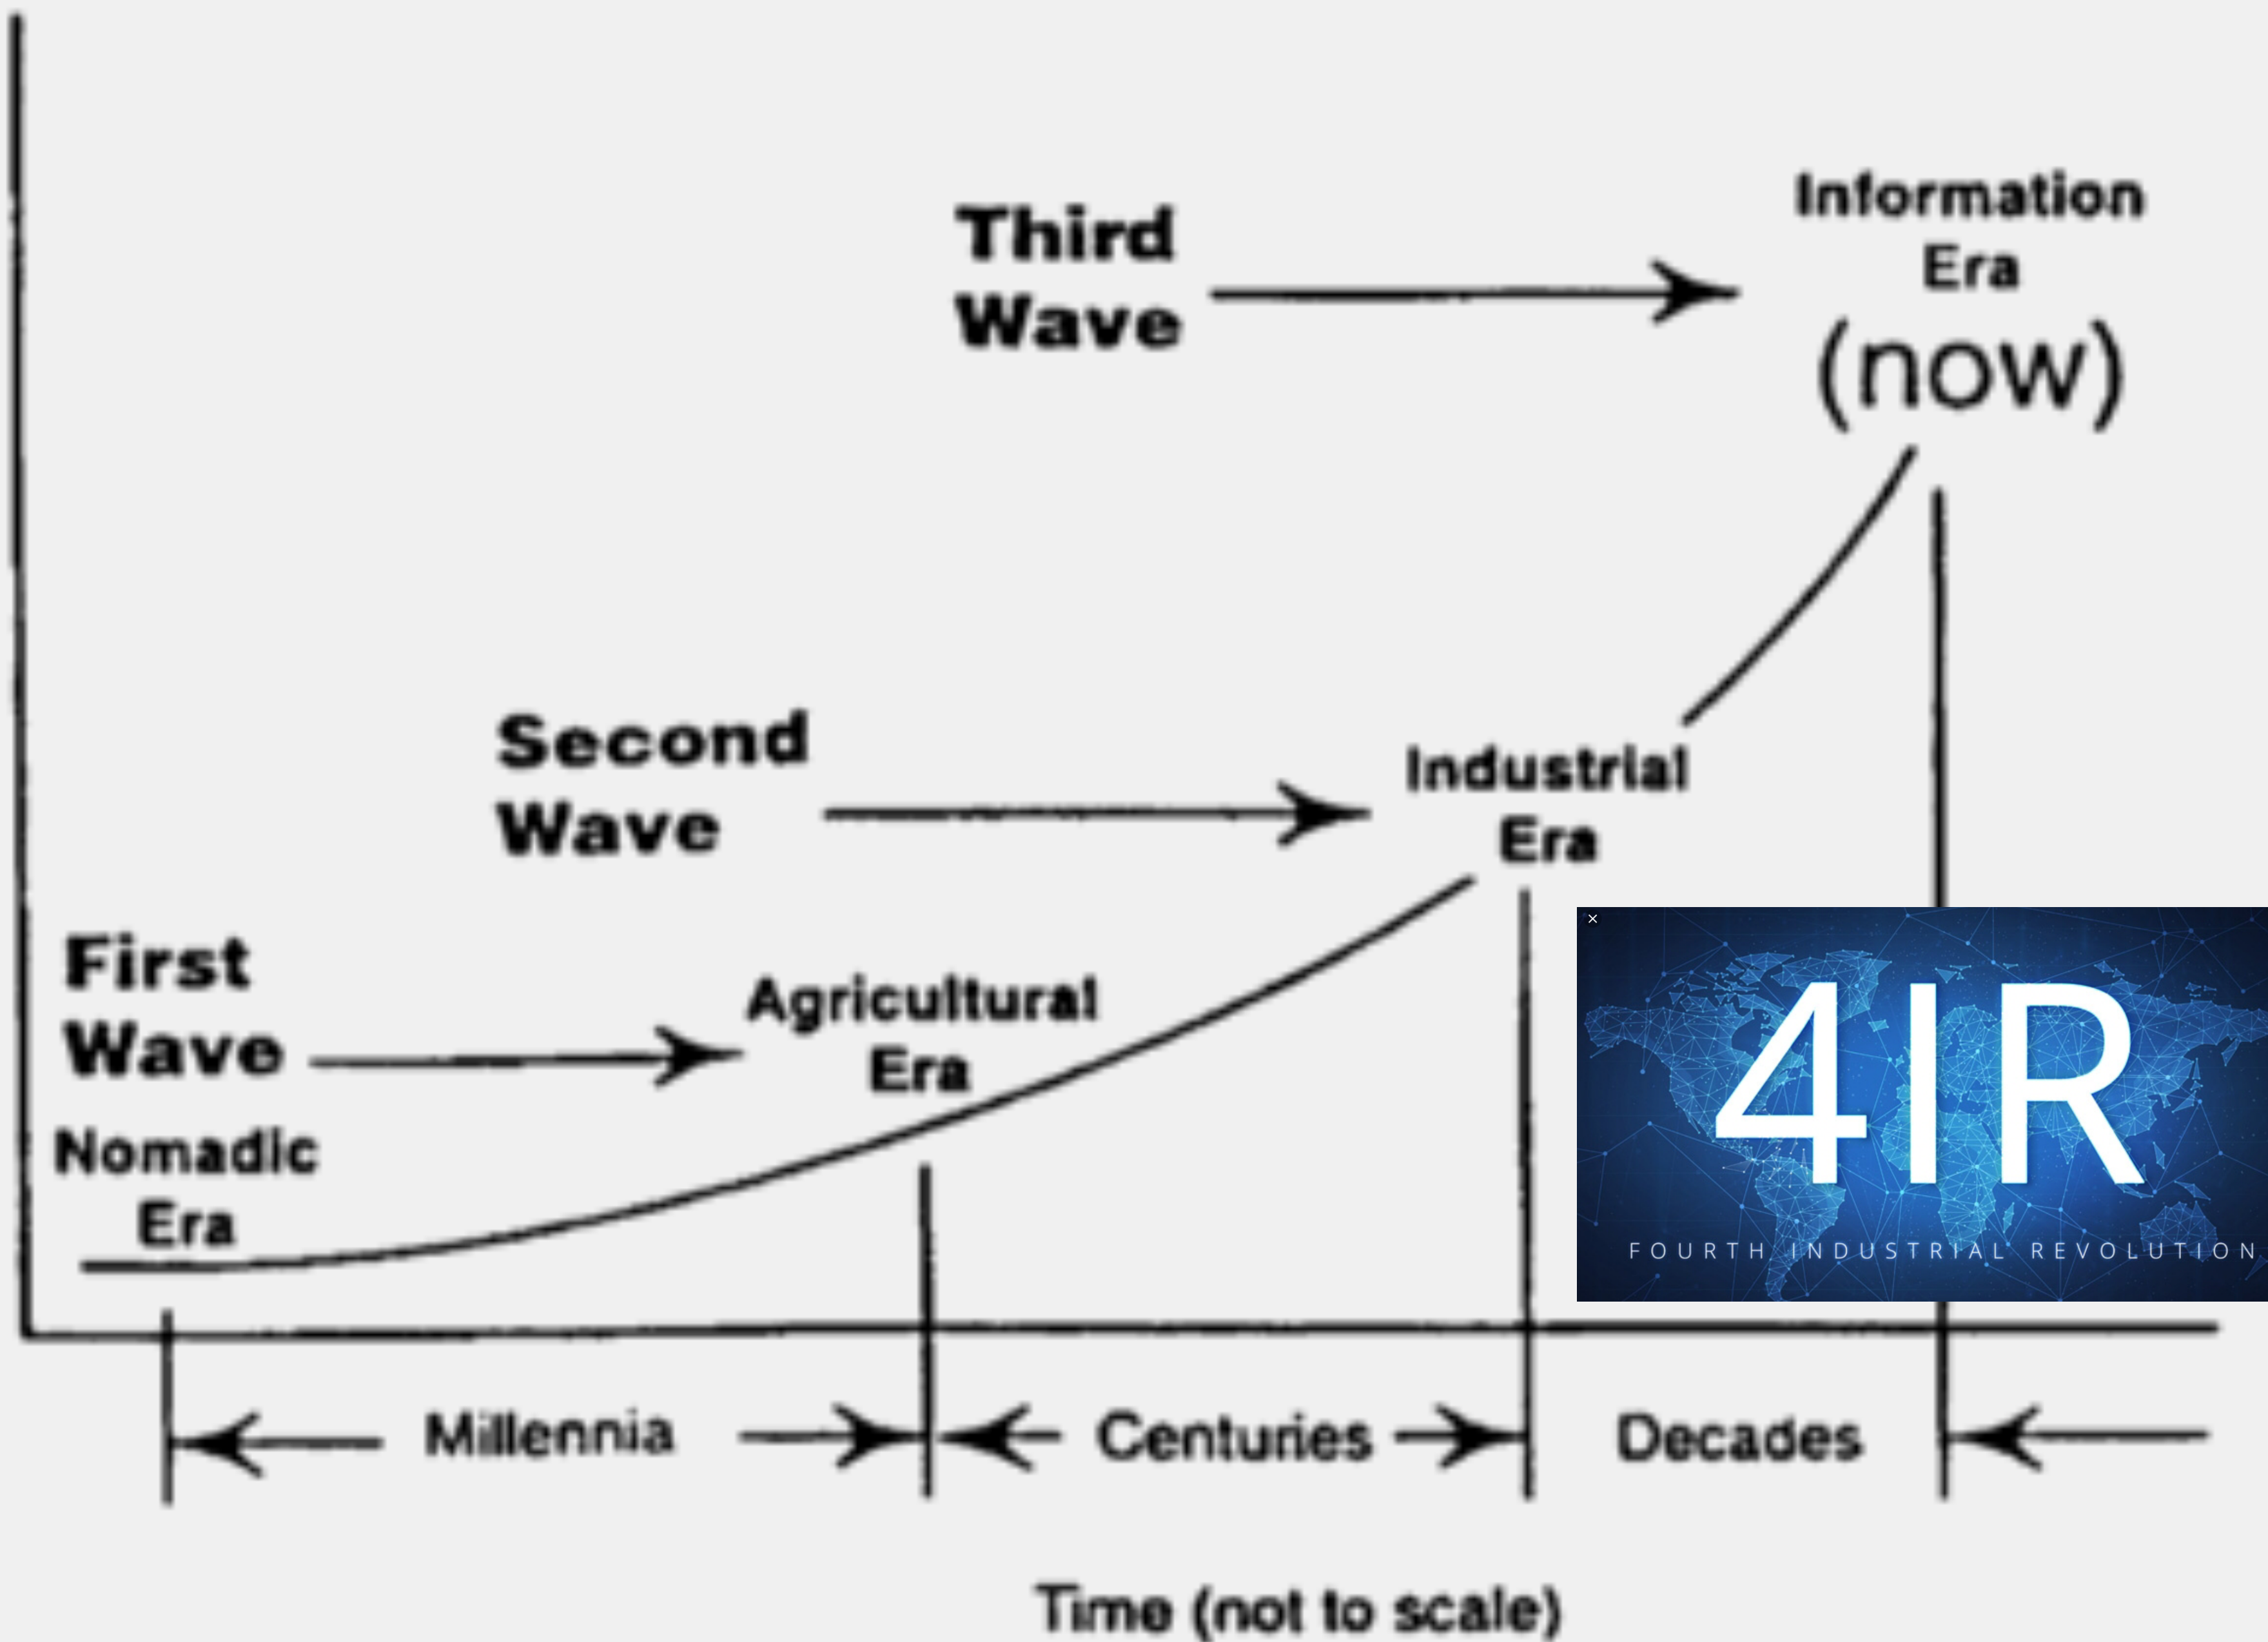 Third
Wave
Information
Era
(now)
Second
Wave
Industrial
Era
First
Wave
Agricultural
Era
Nomadic
Era
×
4IR
FOURTH INDUSTRIAL REVOLUTION
Millennia
Centuries
Decades
Time (not to scale)